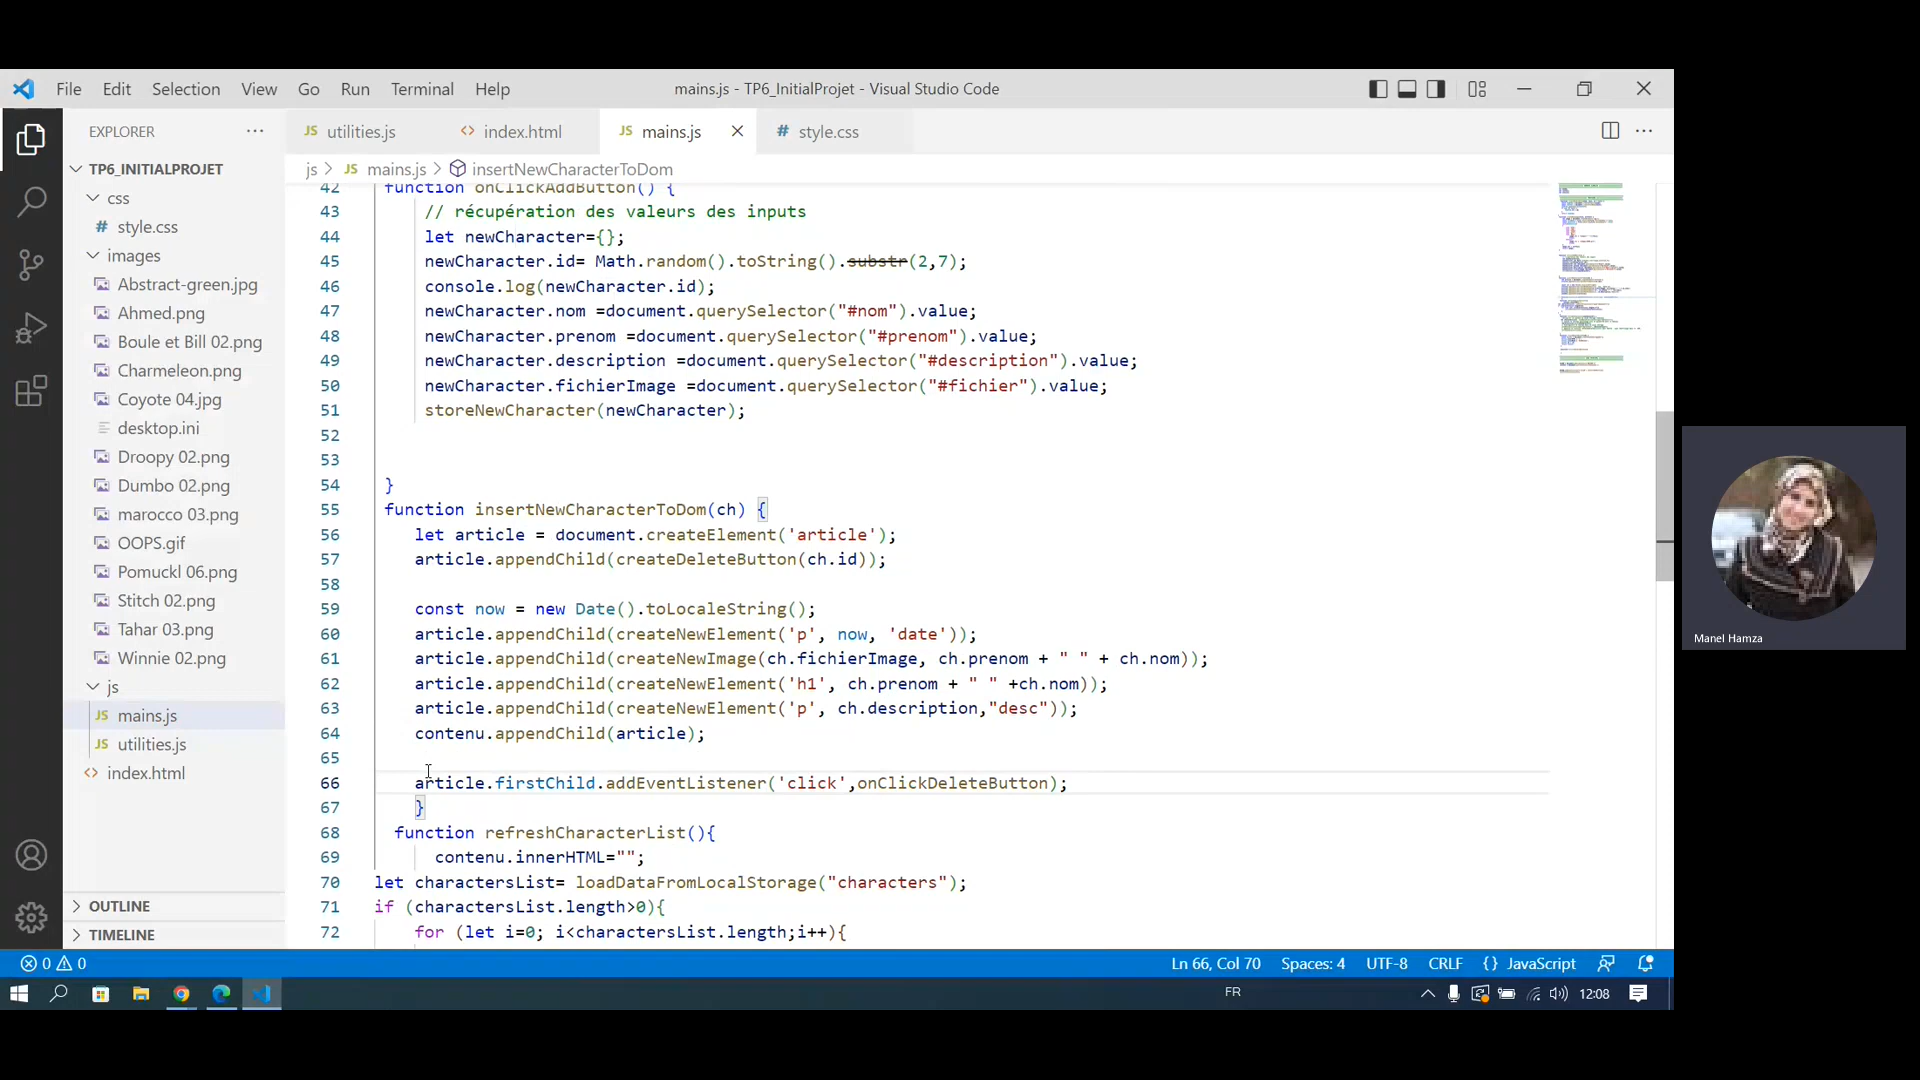 File Edit Selection View Go Run Terminal Help
mains.js - TP6_InitialProjet - Visual Studio Code
EXPLORER
TP6_INITIALPROJET
css
# style.css
images
Abstract-green.jpg
Ahmed.png
Boule et Bill 02.png
Charmeleon.png
Coyote 04.jpg
desktop.ini
Droopy 02.png
Dumbo 02.png
marocco 03.png
OOPS.gif
Pomuckl 06.png
Stitch 02.png
Tahar 03.png
Winnie 02.png
js
JS mains.js
JS utilities.js
<> index.html
OUTLINE
TIMELINE
JS utilities.js <> index.html JS mains.js # style.css
js > JS mains.js > insertNewCharacterToDom
42 function onClickAddButton() {
43 // récupération des valeurs des inputs
44 let newCharacter={};
45 newCharacter.id= Math.random().toString().substr(2,7);
46 console.log(newCharacter.id);
47 newCharacter.nom =document.querySelector("#nom").value;
48 newCharacter.prenom =document.querySelector("#prenom").value;
49 newCharacter.description =document.querySelector("#description").value;
50 newCharacter.fichierImage =document.querySelector("#fichier").value;
51 storeNewCharacter(newCharacter);
52
53
54 }
55 function insertNewCharacterToDom(ch) {
56 let article = document.createElement('article');
57 article.appendChild(createDeleteButton(ch.id));
58
59 const now = new Date().toLocaleString();
60 article.appendChild(createNewElement('p', now, 'date'));
61 article.appendChild(createNewImage(ch.fichierImage, ch.prenom + " " + ch.nom));
62 article.appendChild(createNewElement('h1', ch.prenom + " " +ch.nom));
63 article.appendChild(createNewElement('p', ch.description,"desc"));
64 contenu.appendChild(article);
65
66 article.firstChild.addEventListener('click',onClickDeleteButton);
67 }
68 function refreshCharacterList(){
69 contenu.innerHTML="";
70 let charactersList= loadDataFromLocalStorage("characters");
71 if (charactersList.length>0){
72 for (let i=0; i<charactersList.length;i++){
0 0
Ln 66, Col 70 Spaces: 4 UTF-8 CRLF {} JavaScript
FR
12:08
Manel Hamza